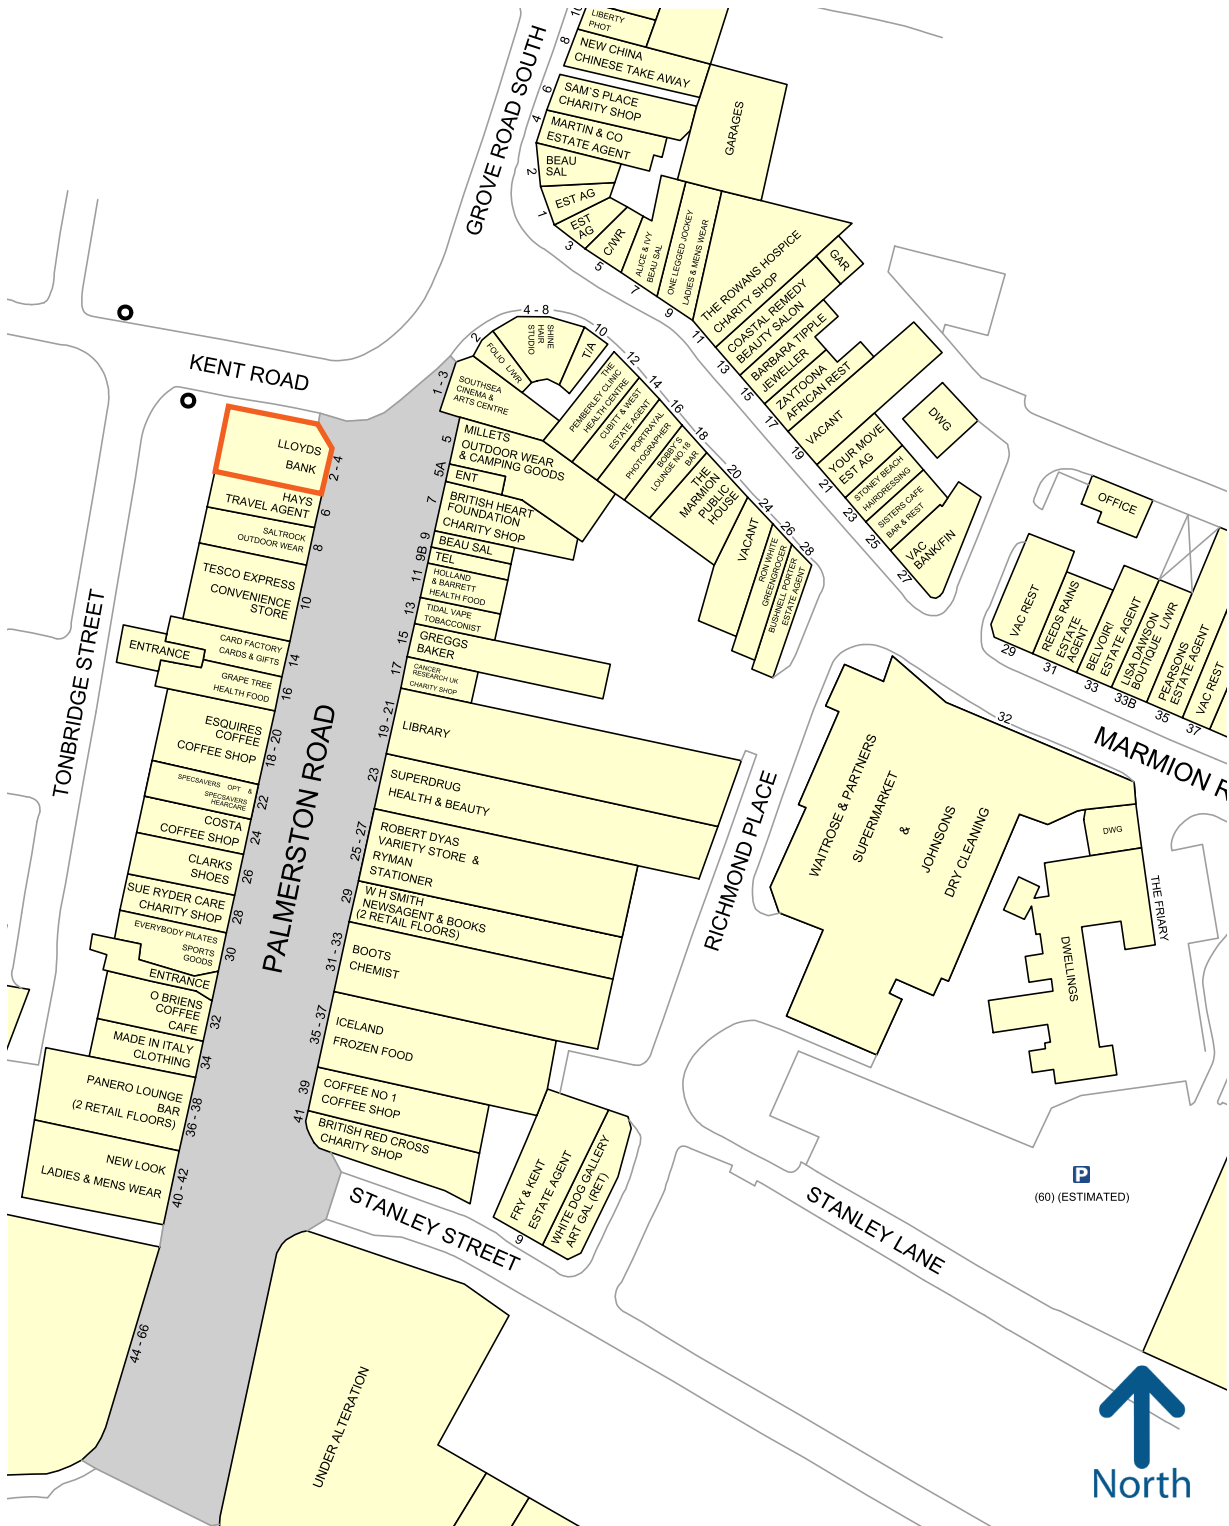 10
LIBERTY
PHOT
8
NEW CHINA
CHINESE TAKE AWAY
6
SAM`S PLACE
CHARITY SHOP
4
MARTIN & CO
ESTATE AGENT
2
BEAU
SAL
GARAGES
GROVE ROAD SOUTH
1
EST AG
3
EST
AG
5
C/WR
7
ALICE & IVY
BEAU SAL
9
ONE LEGGED JOCKEY
LADIES & MENS WEAR
11
THE ROWANS HOSPICE
CHARITY SHOP
GAR
13
COASTAL REMEDY
BEAUTY SALON
15
BARBARA TIPPLE
JEWELLER
17
ZAYTOONA
AFRICAN REST
19
VACANT
21
YOUR MOVE
EST AG
DWG
23
STONEY BEACH
HAIRDRESSING
25
SISTERS CAFE
BAR & REST
27
VAC
BANK/FIN
OFFICE
KENT ROAD
1 - 3
SOUTHSEA
CINEMA &
ARTS CENTRE
2
FOLIO L/WR
4 - 8
SHINE
HAIR
STUDIO
10
T/A
12
THE
PEMBERLEY CLINIC
HEALTH CENTRE
14
CUBITT & WEST
ESTATE AGENT
16
PORTRAYAL
PHOTOGRAPHER
18
BOBBY'S
LOUNGE NO.18
BAR
20
THE
MARMION
PUBLIC
HOUSE
24
VACANT
26
RON WHITE
GREENGROCER
28
BUSHNELL PORTER
ESTATE AGENT
29
VAC REST
31
REEDS RAINS
ESTATE
AGENT
33
BELVOIR!
ESTATE AGENT
33B
LISA DAWSON
BOUTIQUE L/WR
35
PEARSONS
ESTATE AGENT
37
VAC REST
MARMION R
LLOYDS
BANK
2 - 4
HAYS
TRAVEL AGENT
6
SALTROCK
OUTDOOR WEAR
8
TESCO EXPRESS
CONVENIENCE
STORE
10
CARD FACTORY
CARDS & GIFTS
14
ENTRANCE
GRAPE TREE
HEALTH FOOD
16
ESQUIRES
COFFEE
COFFEE SHOP
18 - 20
SPECSAVERS OPT &
SPECSAVERS
HEARCARE
22
COSTA
COFFEE SHOP
24
CLARKS
SHOES
26
SUE RYDER CARE
CHARITY SHOP
28
EVERYBODY PILATES
SPORTS
GOODS
30
ENTRANCE
O BRIENS
COFFEE
CAFE
32
MADE IN ITALY
CLOTHING
34
PANERO LOUNGE
BAR
(2 RETAIL FLOORS)
36 - 38
NEW LOOK
LADIES & MENS WEAR
40 - 42
44 - 66
TONBRIDGE STREET
PALMERSTON ROAD
5
MILLETS
OUTDOOR WEAR
& CAMPING GOODS
5A
ENT
7
BRITISH HEART
FOUNDATION
CHARITY SHOP
9
BEAU SAL
9B
TEL
11
HOLLAND
& BARRETT
HEALTH FOOD
13
TIDAL VAPE
TOBACCONIST
15
GREGGS
BAKER
17
CANCER
RESEARCH UK
CHARITY SHOP
19 - 21
LIBRARY
23
SUPERDRUG
HEALTH & BEAUTY
25 - 27
ROBERT DYAS
VARIETY STORE &
RYMAN
STATIONER
29
W H SMITH
NEWSAGENT & BOOKS
(2 RETAIL FLOORS)
31 - 33
BOOTS
CHEMIST
35 - 37
ICELAND
FROZEN FOOD
39
COFFEE NO 1
COFFEE SHOP
41
BRITISH RED CROSS
CHARITY SHOP
RICHMOND PLACE
32
WAITROSE & PARTNERS
SUPERMARKET
&
JOHNSONS
DRY CLEANING
DWG
THE FRIARY
DWELLINGS
FRY & KENT
ESTATE AGENT
9
WHITE DOG GALLERY
ART GAL (RET)
STANLEY STREET
STANLEY LANE
P
(60) (ESTIMATED)
UNDER ALTERATION
North